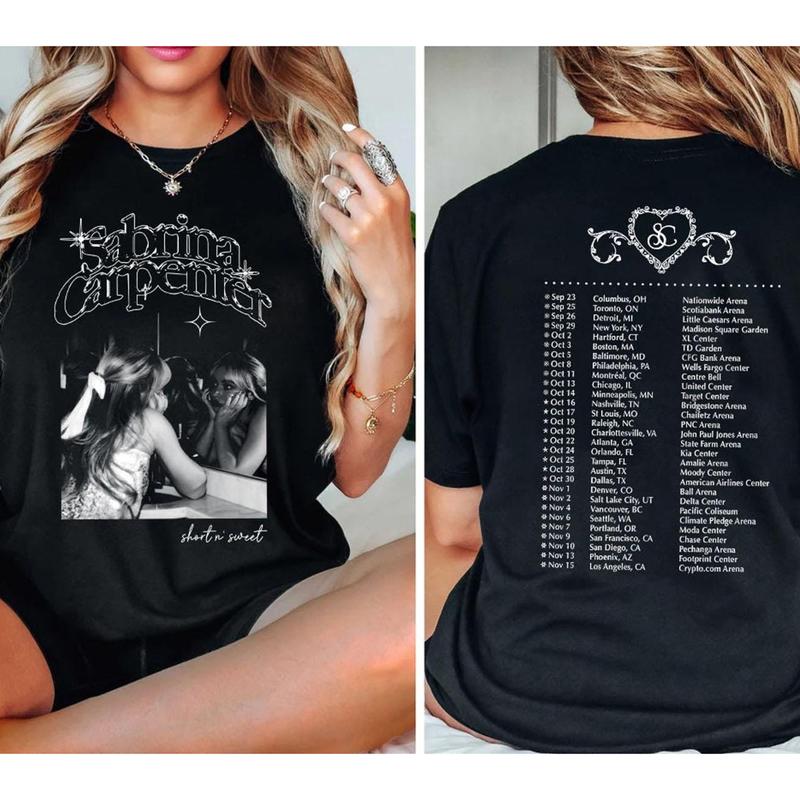 Sabrina
Carpenter
short n' sweet
SC
Sep 23 Columbus, OH Nationwide Arena
Sep 25 Toronto, ON Scotiabank Arena
Sep 26 Detroit, MI Little Caesars Arena
Sep 29 New York, NY Madison Square Garden
Oct 2 Hartford, CT XL Center
Oct 3 Boston, MA TD Garden
Oct 5 Baltimore, MD CFG Bank Arena
Oct 8 Philadelphia, PA Wells Fargo Center
Oct 11 Montréal, QC Centre Bell
Oct 13 Chicago, IL United Center
Oct 14 Minneapolis, MN Target Center
Oct 16 Nashville, TN Bridgestone Arena
Oct 17 St Louis, MO Chaifetz Arena
Oct 19 Raleigh, NC PNC Arena
Oct 20 Charlottesville, VA John Paul Jones Arena
Oct 22 Atlanta, GA State Farm Arena
Oct 24 Orlando, FL Kia Center
Oct 25 Tampa, FL Amalie Arena
Oct 28 Austin, TX Moody Center
Oct 30 Dallas, TX American Airlines Center
Nov 1 Denver, CO Ball Arena
Nov 2 Salt Lake City, UT Delta Center
Nov 4 Vancouver, BC Pacific Coliseum
Nov 6 Seattle, WA Climate Pledge Arena
Nov 7 Portland, OR Moda Center
Nov 9 San Francisco, CA Chase Center
Nov 10 San Diego, CA Pechanga Arena
Nov 13 Phoenix, AZ Footprint Center
Nov 15 Los Angeles, CA Crypto.com Arena